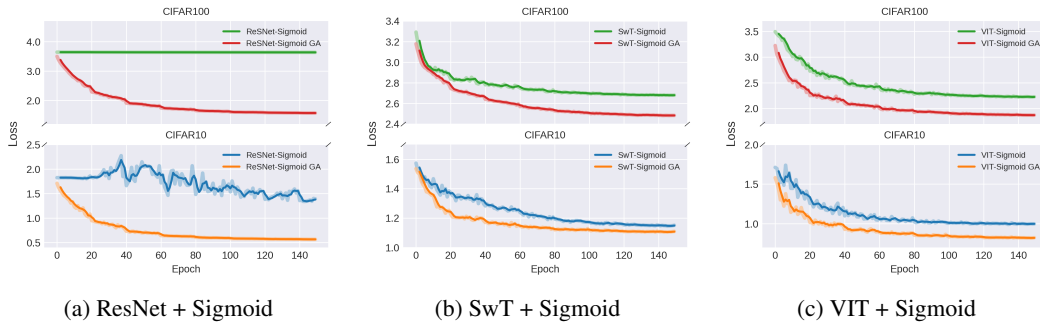 CIFAR100
ReSNet-Sigmoid
ReSNet-Sigmoid GA
4.0
3.0
2.0
CIFAR10
2.5
2.0
1.5
1.0
0.5
ReSNet-Sigmoid
ReSNet-Sigmoid GA
Loss
0 20 40 60 80 100 120 140
Epoch
(a) ResNet + Sigmoid
CIFAR100
SwT-Sigmoid
SwT-Sigmoid GA
3.4
3.2
3.0
2.8
2.6
2.4
CIFAR10
SwT-Sigmoid
SwT-Sigmoid GA
1.6
1.4
1.2
1.0
Loss
0 20 40 60 80 100 120 140
Epoch
(b) SwT + Sigmoid
CIFAR100
VIT-Sigmoid
VIT-Sigmoid GA
3.5
3.0
2.5
2.0
CIFAR10
2.0
1.5
1.0
VIT-Sigmoid
VIT-Sigmoid GA
Loss
0 20 40 60 80 100 120 140
Epoch
(c) VIT + Sigmoid